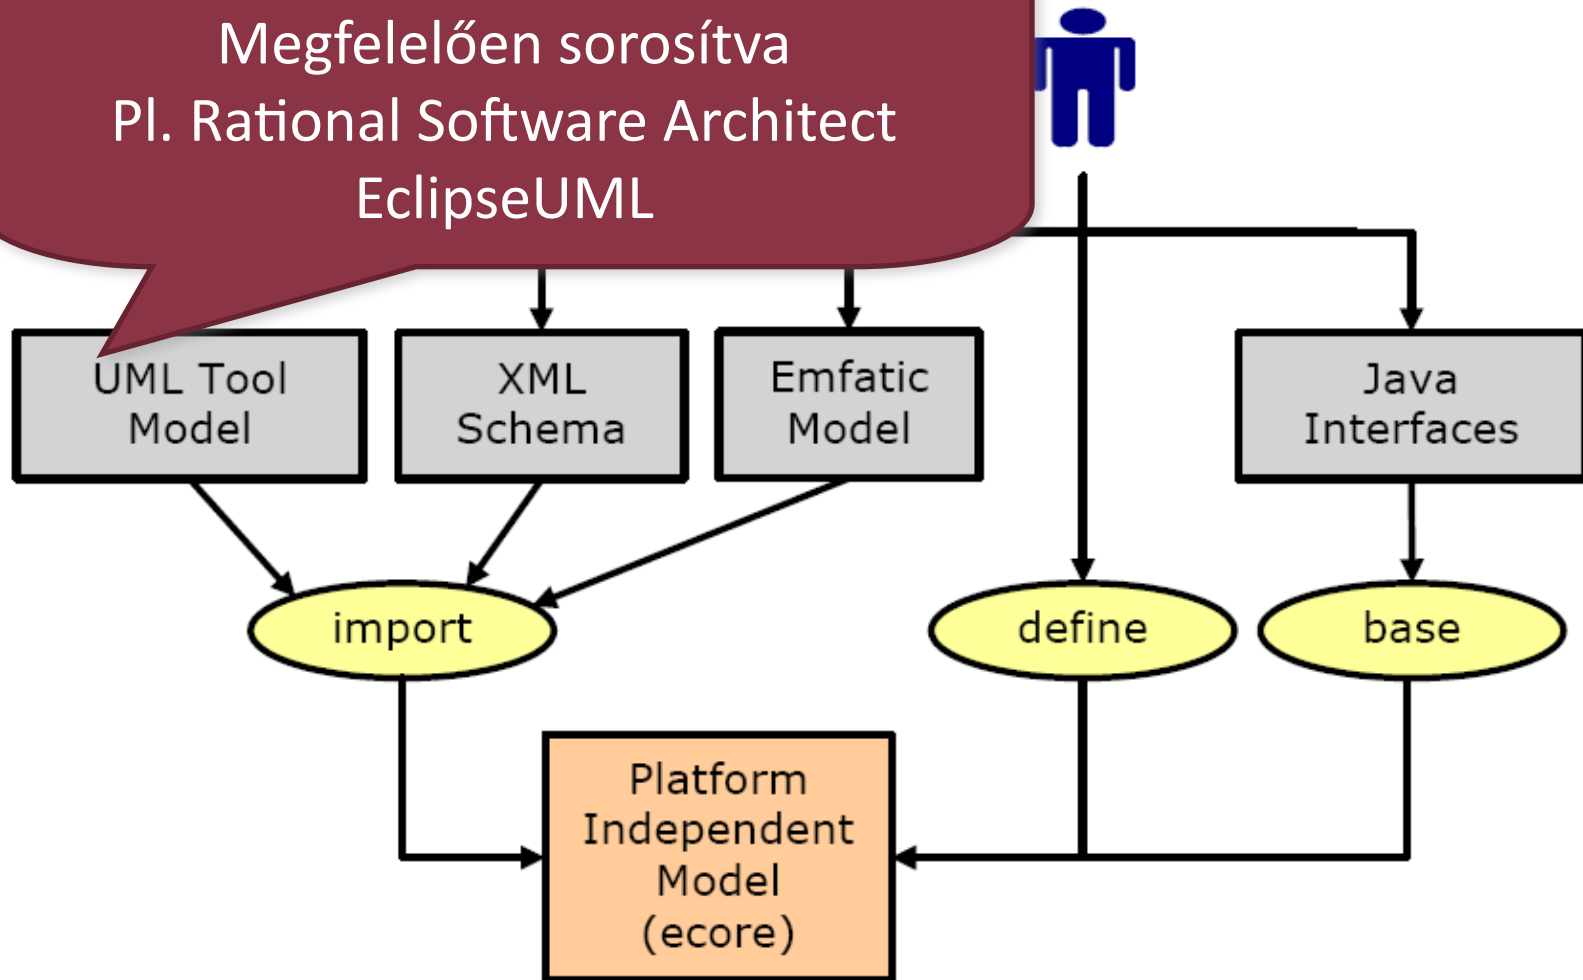 Megfelelően sorosítva
Pl. Rational Software Architect
EclipseUML
UML Tool
Model
XML
Schema
Emfatic
Model
Java
Interfaces
import
define
base
Platform
Independent
Model
(ecore)